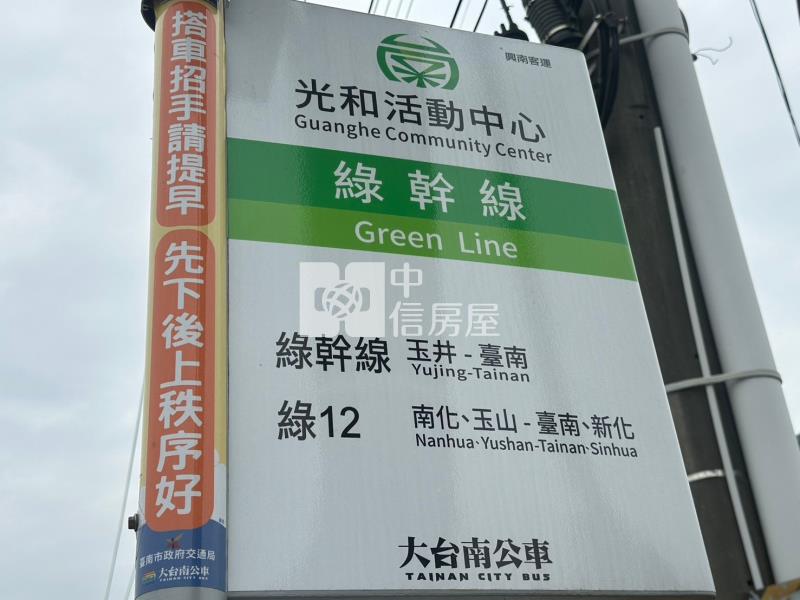 搭車招手請提早
先下後上秩序好
臺南市政府交通局
大台南公車
TAINAN CITY BUS
興南客運
光和活動中心
Guanghe Community Center
綠幹線
Green Line
中信房屋
綠幹線 玉井-臺南
Yujing-Tainan
綠12 南化、玉山-臺南、新化
Nanhua、Yushan-Tainan、Sinhua
大台南公車
TAINAN CITY BUS